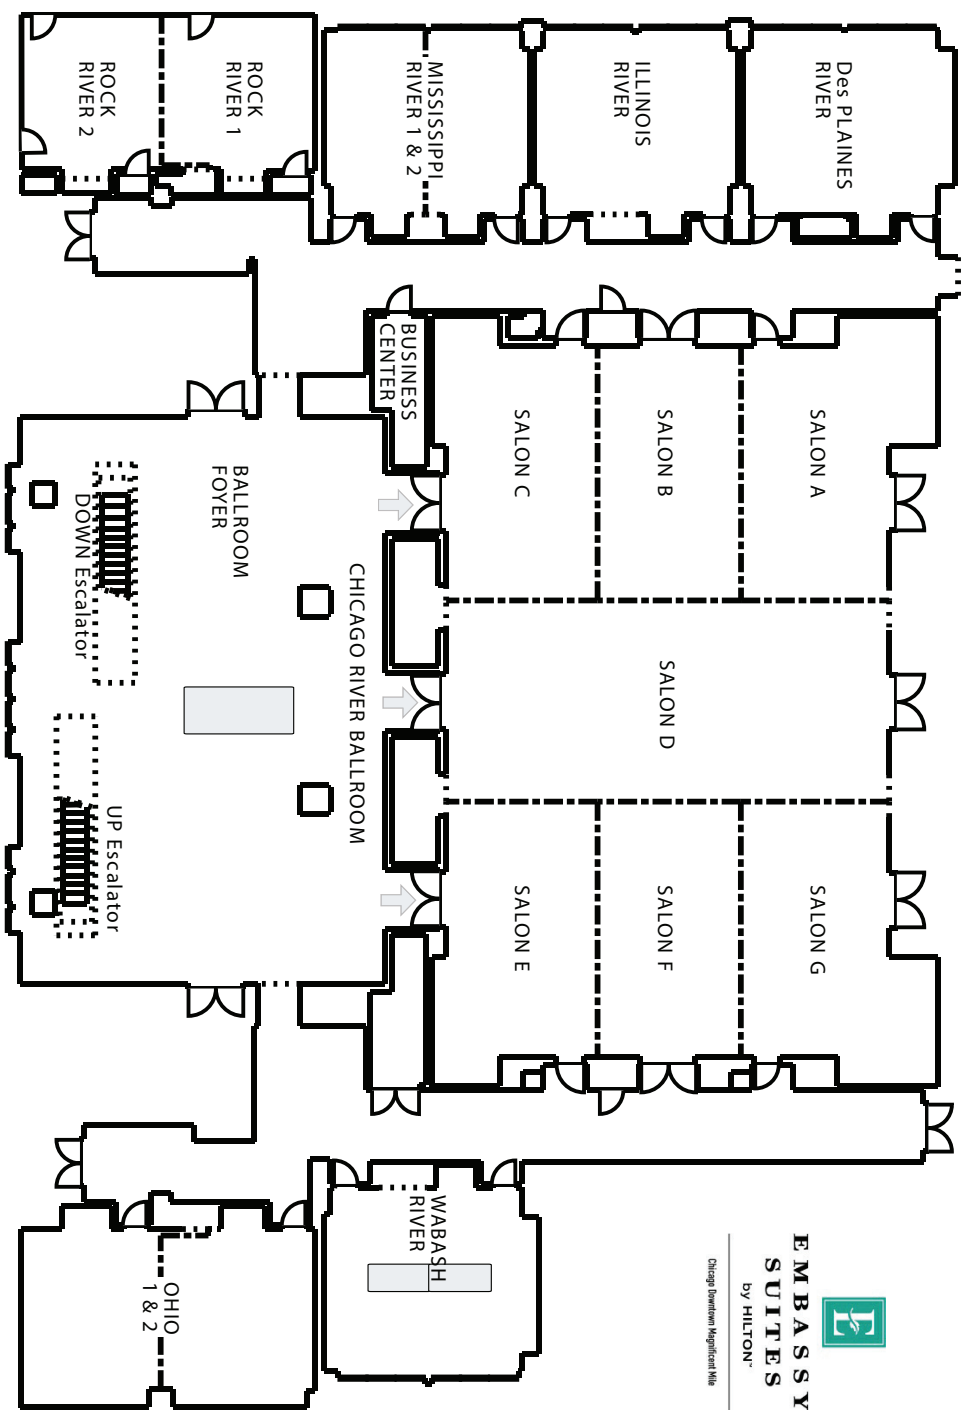 EMBASSY
SUITES
by HILTON™
Chicago Downtown Magnificent Mile
Des PLAINES
RIVER
ILLINOIS
RIVER
MISSISSIPPI
RIVER 1 & 2
ROCK
RIVER 1
ROCK
RIVER 2
BUSINESS
CENTER
SALON A
SALON B
SALON C
SALON D
SALON G
SALON F
SALON E
CHICAGO RIVER BALLROOM
BALLROOM
FOYER
DOWN Escalator
UP Escalator
WABASH
RIVER
OHIO
1 & 2
E